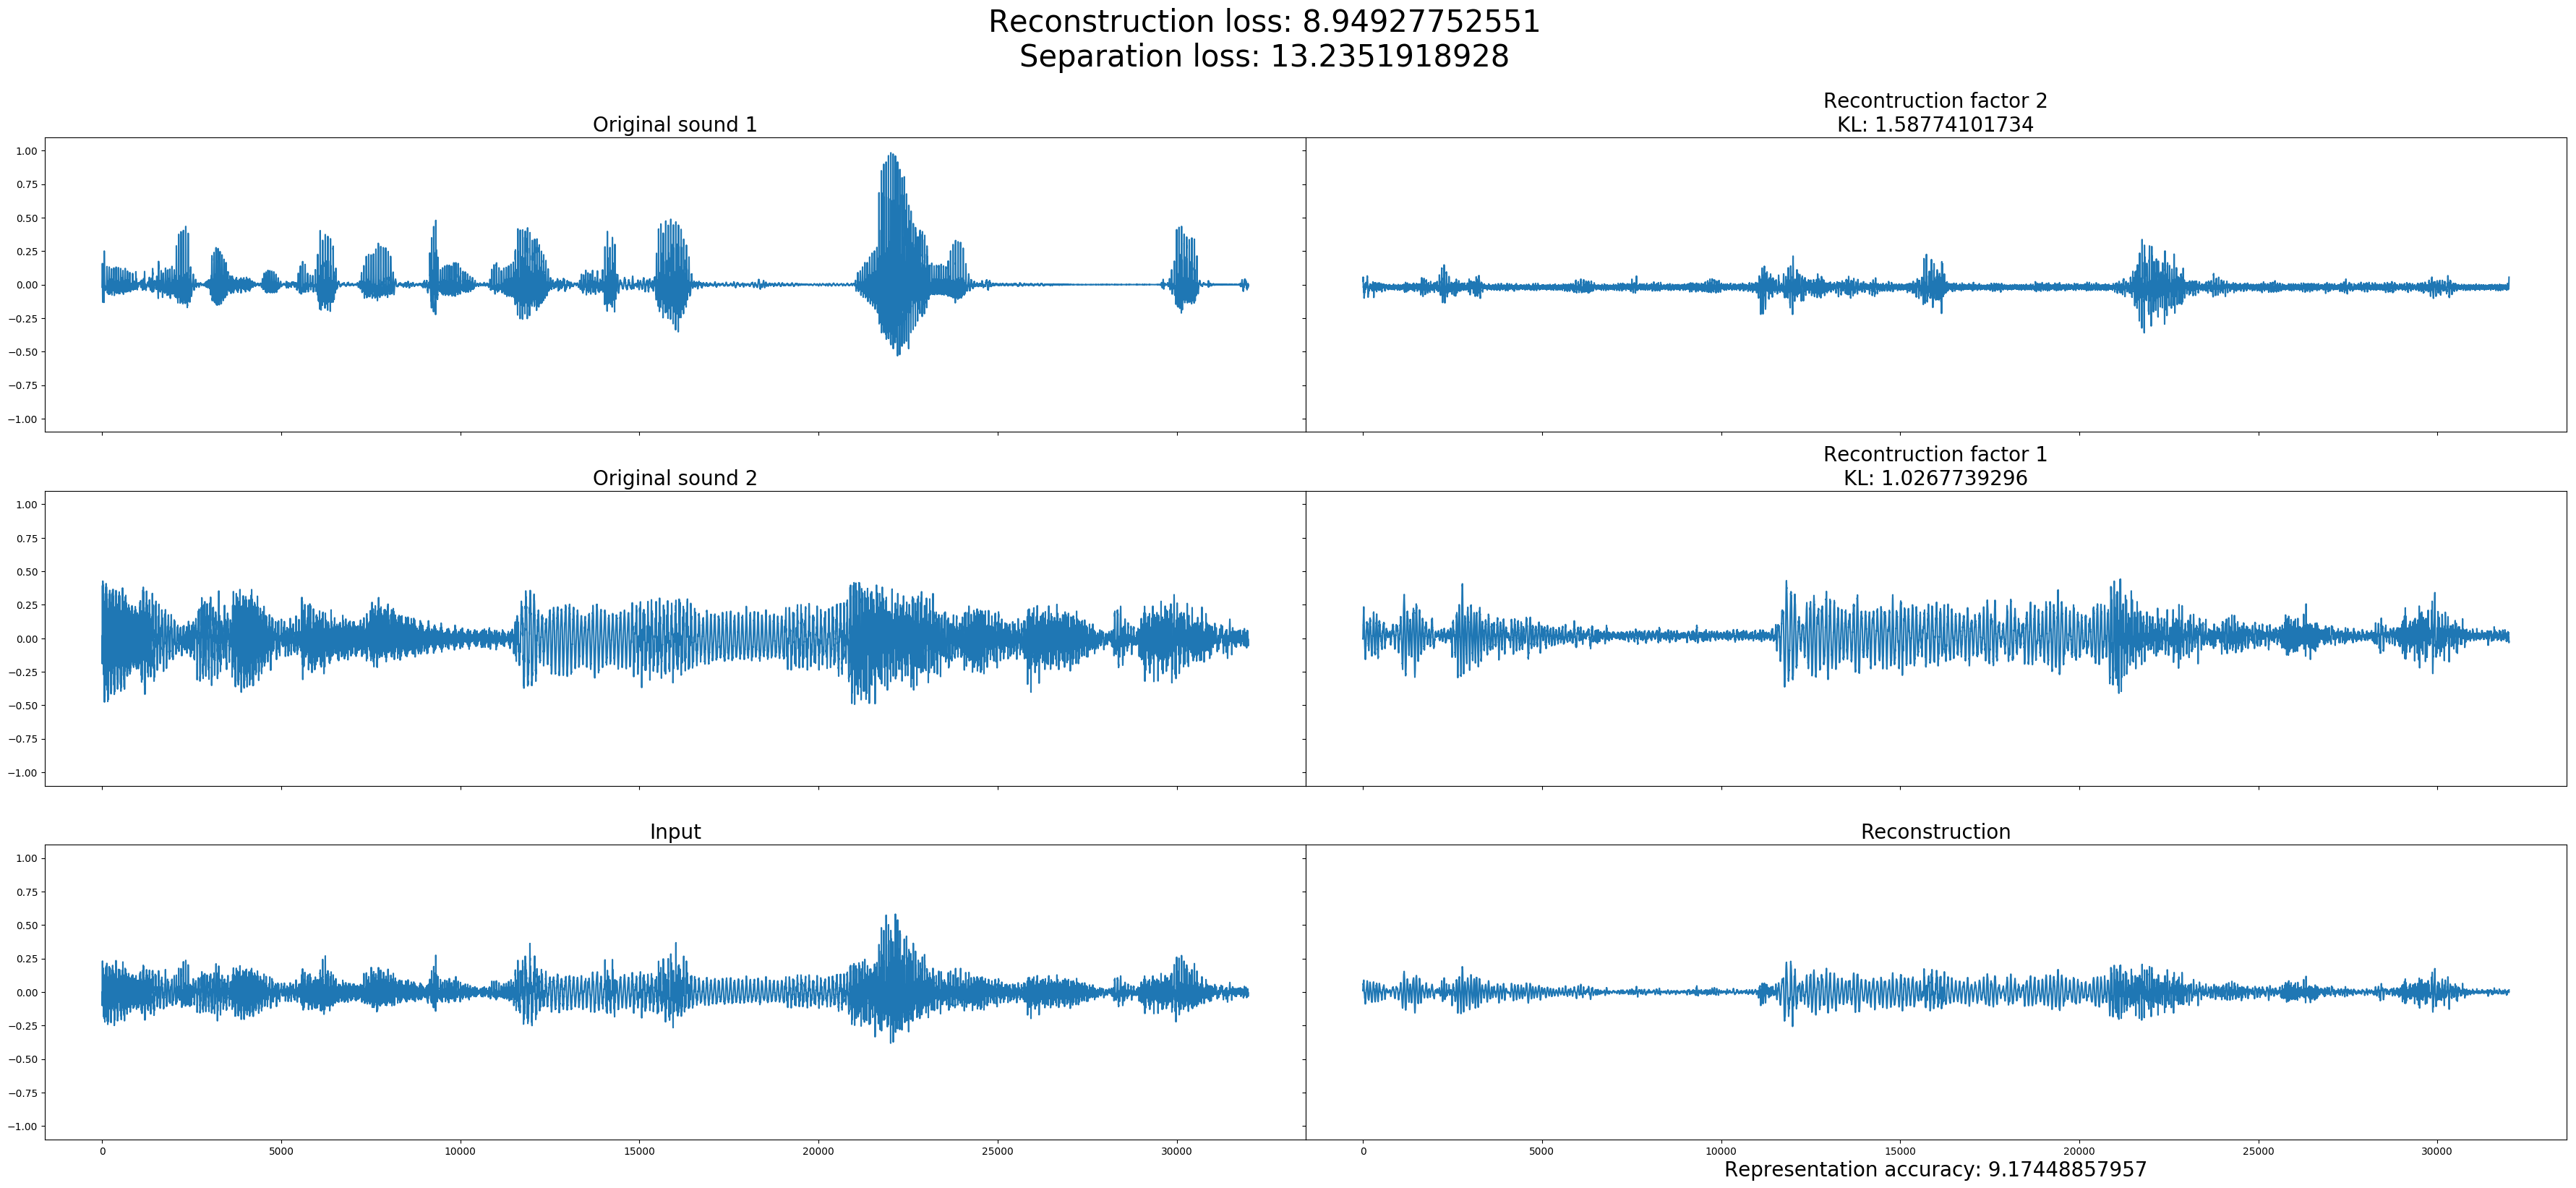 Reconstruction loss: 8.94927752551
Separation loss: 13.2351918928
Original sound 1
Recontruction factor 2
KL: 1.58774101734
1.00
0.75
0.50
0.25
0.00
−0.25
−0.50
−0.75
−1.00
Original sound 2
Recontruction factor 1
KL: 1.0267739296
1.00
0.75
0.50
0.25
0.00
−0.25
−0.50
−0.75
−1.00
Input
Reconstruction
1.00
0.75
0.50
0.25
0.00
−0.25
−0.50
−0.75
−1.00
0 5000 10000 15000 20000 25000 30000
0 5000 10000 15000 20000 25000 30000
Representation accuracy: 9.17448857957